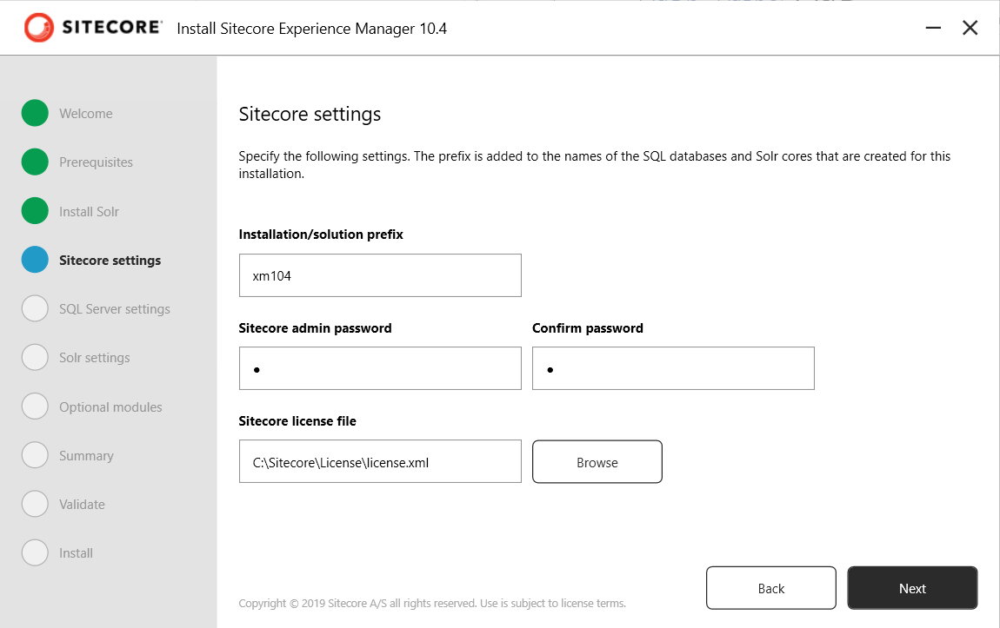 SITECORE Install Sitecore Experience Manager 10.4
Welcome
Prerequisites
Install Solr
Sitecore settings
SQL Server settings
Solr settings
Optional modules
Summary
Validate
Install
Sitecore settings
Specify the following settings. The prefix is added to the names of the SQL databases and Solr cores that are created for this
installation.
Installation/solution prefix
xm104
Sitecore admin password Confirm password
Sitecore license file
C:\Sitecore\License\license.xml Browse
Back Next
Copyright © 2019 Sitecore A/S all rights reserved. Use is subject to license terms.